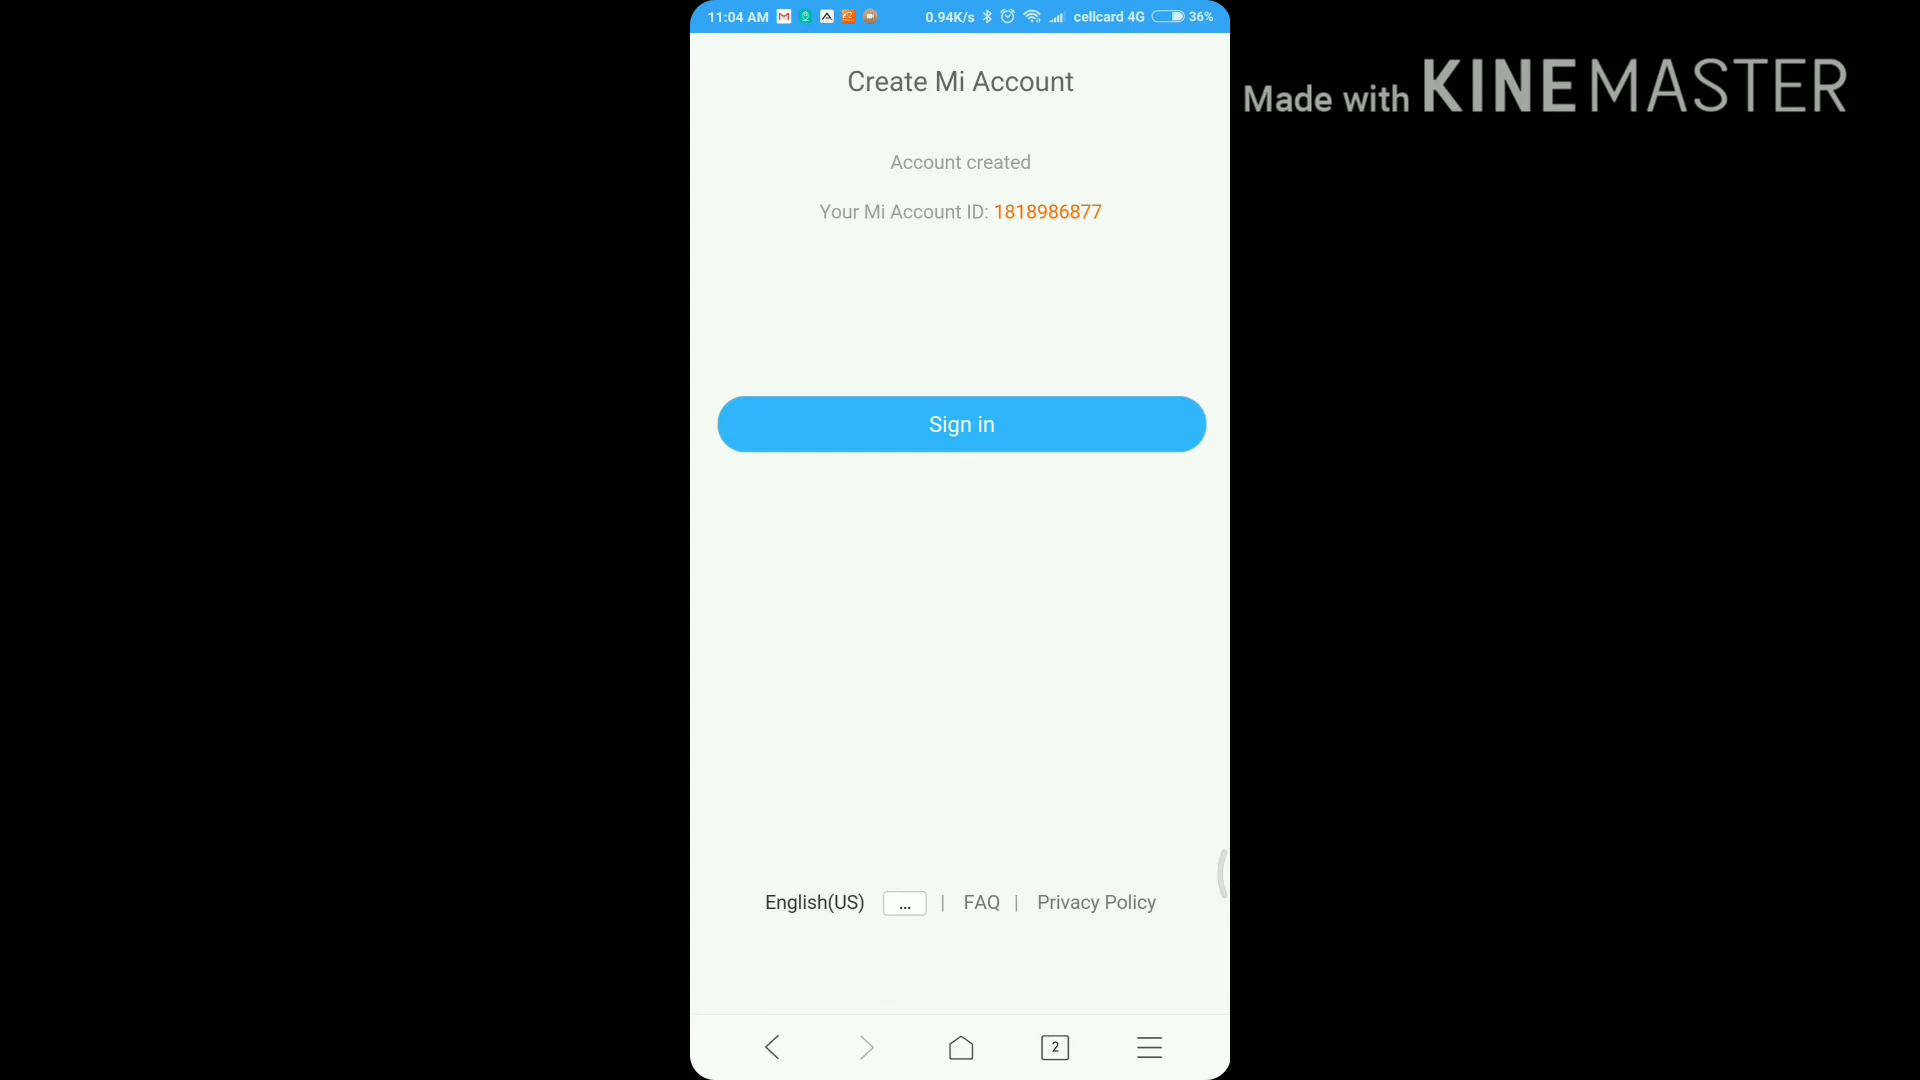 11:04 AM 0.94K/s cellcard 4G 36%
Made with KINEMASTER
Create Mi Account
Account created
Your Mi Account ID: 1818986877
Sign in
English(US) ... | FAQ | Privacy Policy
2